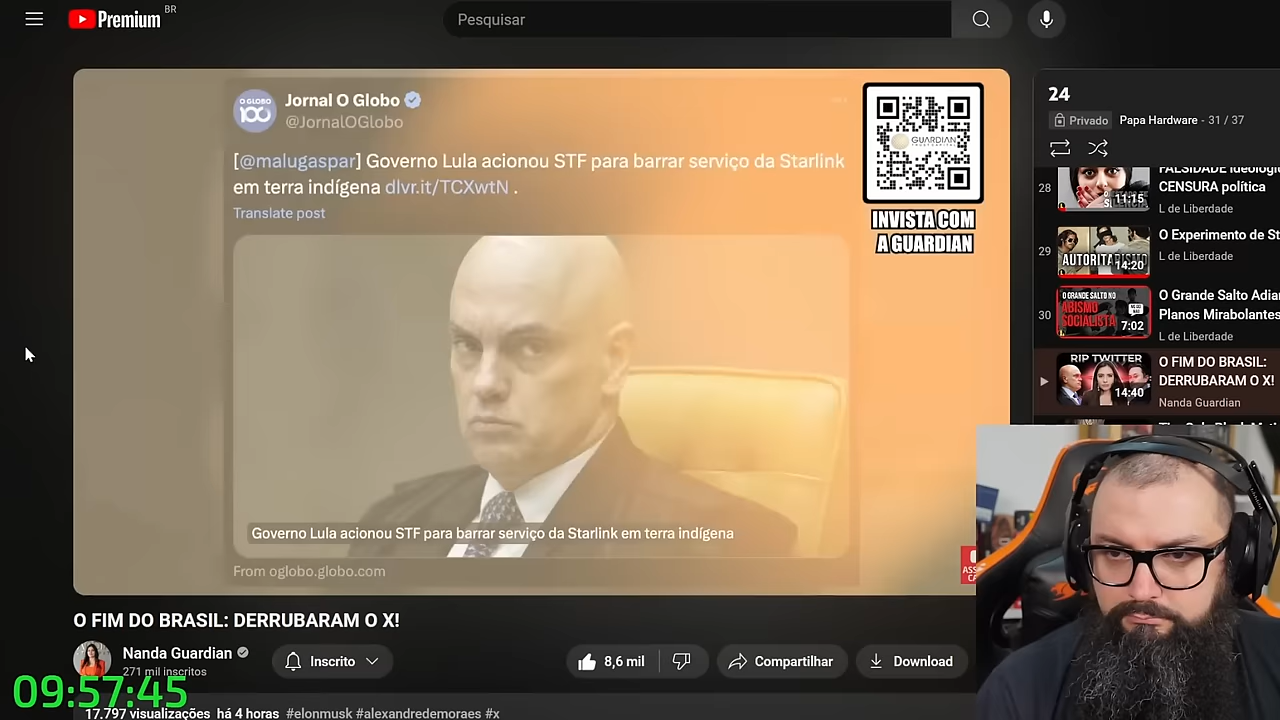 Premium BR
Pesquisar
O GLOBO
100
Jornal O Globo
@JornalOGlobo
[@malugaspar] Governo Lula acionou STF para barrar serviço da Starlink
em terra indígena dlvr.it/TCXwtN .
Translate post
GUARDIAN
INVISTA COM
A GUARDIAN
Governo Lula acionou STF para barrar serviço da Starlink em terra indígena
From oglobo.globo.com
O FIM DO BRASIL: DERRUBARAM O X!
Nanda Guardian
271 mil inscritos
Inscrito
8,6 mil
Compartilhar
Download
17.797 visualizações há 4 horas #elonmusk #alexandredemoraes #x
09:57:45
24
Privado Papa Hardware - 31 / 37
28
11:15
CENSURA política
L de Liberdade
29
14:20
O Experimento de St
L de Liberdade
30
O GRANDE SALTO NO
ABISMO
SOCIALISTA
7:02
O Grande Salto Adia
Planos Mirabolantes
L de Liberdade
RIP TWITTER
14:40
O FIM DO BRASIL:
DERRUBARAM O X!
Nanda Guardian